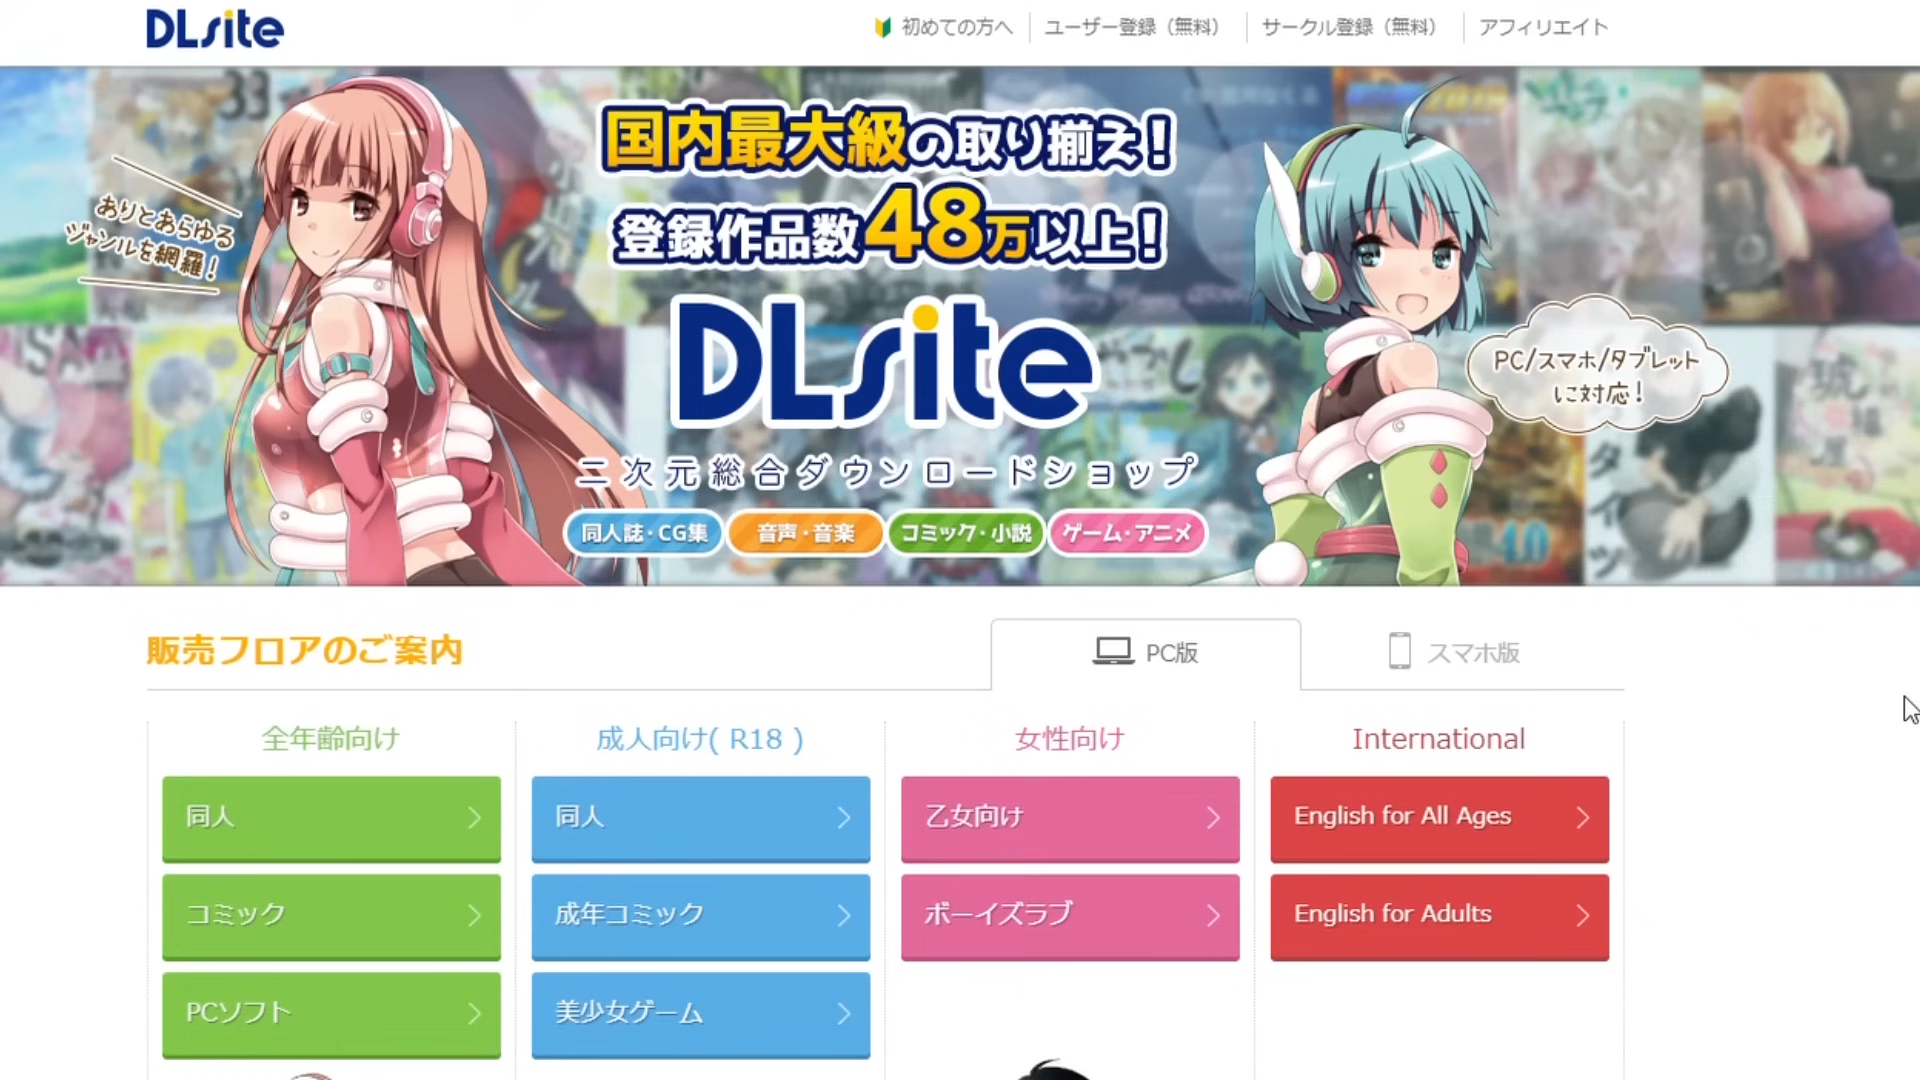 DLsite
初めての方へ
ユーザー登録（無料）
サークル登録（無料）
アフィリエイト
ありとあらゆる
ジャンルを網羅！
国内最大級の取り揃え！
登録作品数48万以上！
DLsite
二次元総合ダウンロードショップ
同人誌・CG集
音声・音楽
コミック・小説
ゲーム・アニメ
PC/スマホ/タブレット
に対応！
販売フロアのご案内
PC版
スマホ版
全年齢向け
同人
コミック
PCソフト
成人向け( R18 )
同人
成年コミック
美少女ゲーム
女性向け
乙女向け
ボーイズラブ
International
English for All Ages
English for Adults